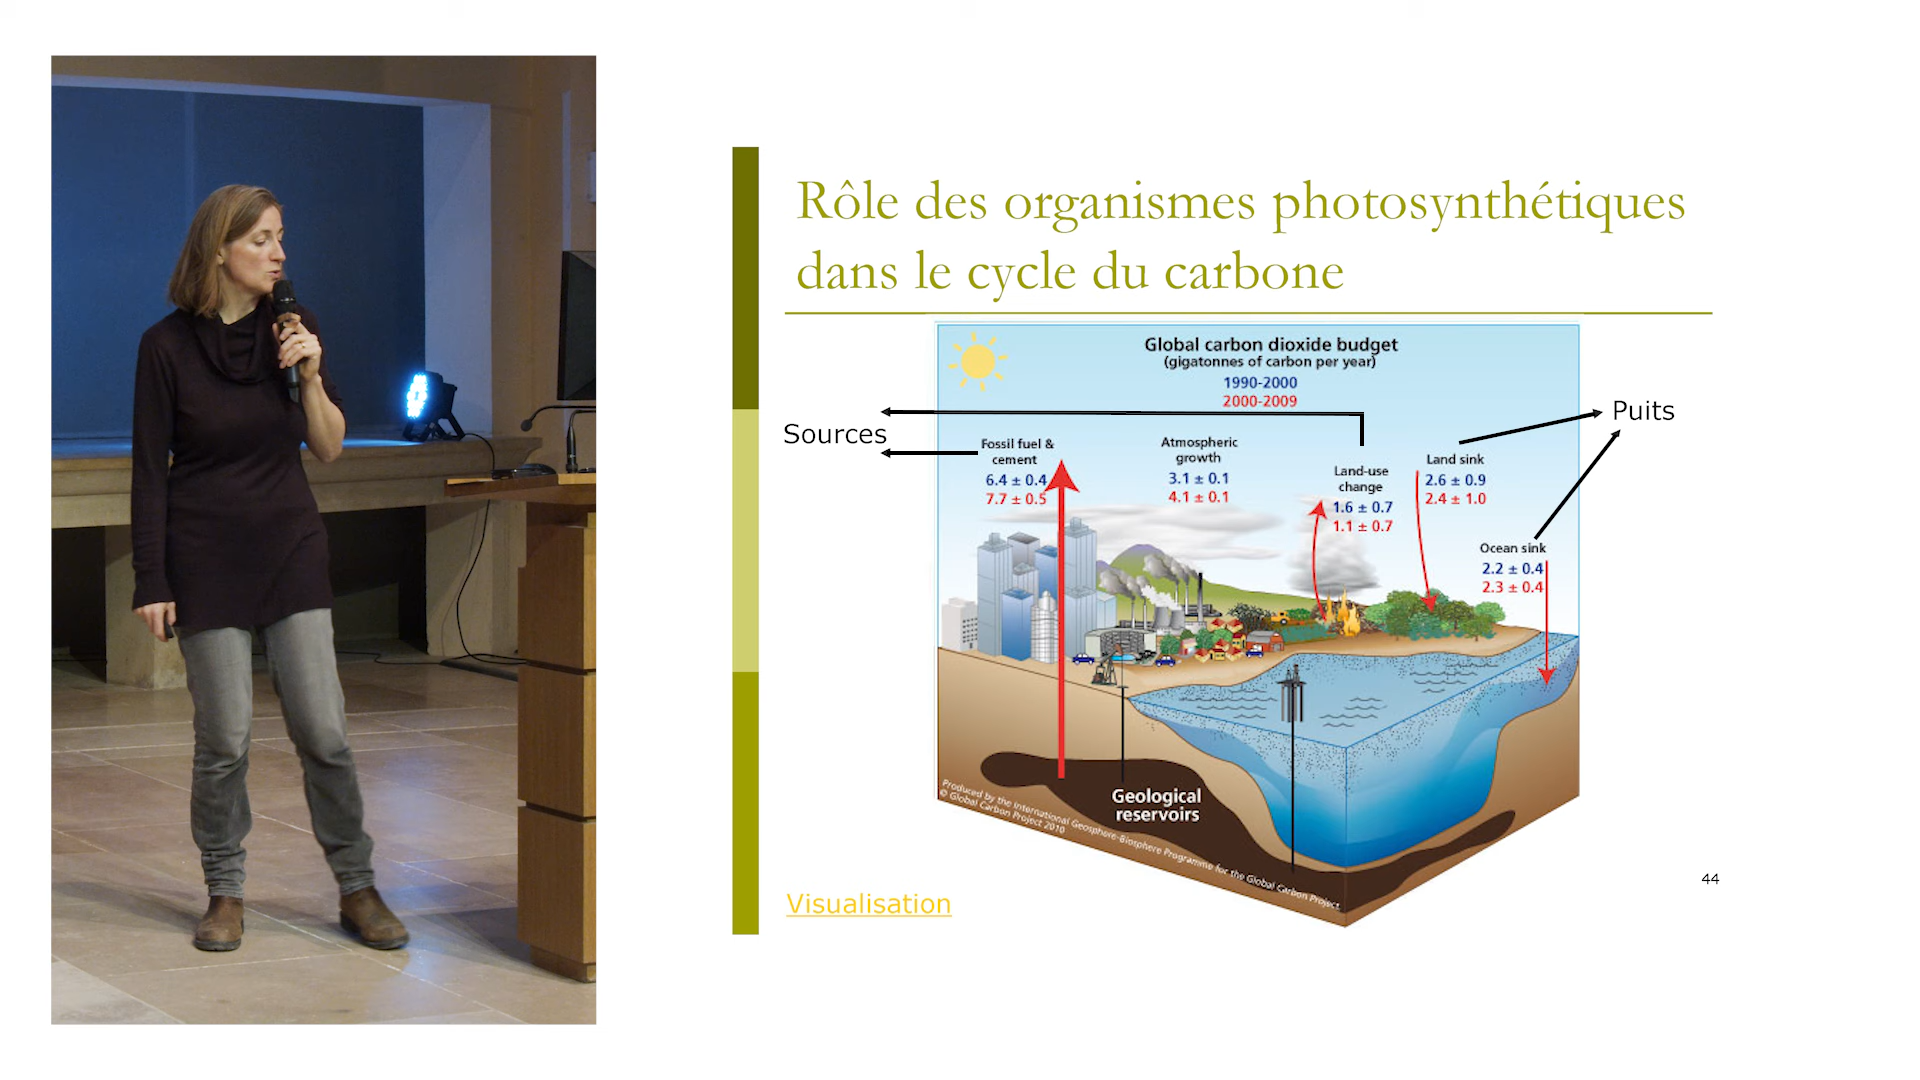 Rôle des organismes photosynthétiques
dans le cycle du carbone
Global carbon dioxide budget
(gigatonnes of carbon per year)
1990-2000
2000-2009
Sources
Puits
Fossil fuel &
cement
6.4 ± 0.4
7.7 ± 0.5
Atmospheric
growth
3.1 ± 0.1
4.1 ± 0.1
Land-use
change
1.6 ± 0.7
1.1 ± 0.7
Land sink
2.6 ± 0.9
2.4 ± 1.0
Ocean sink
2.2 ± 0.4
2.3 ± 0.4
Geological
reservoirs
Produced by the International Geosphere-Biosphere Programme for the Global Carbon Project.
© Global Carbon Project 2010
Visualisation
44